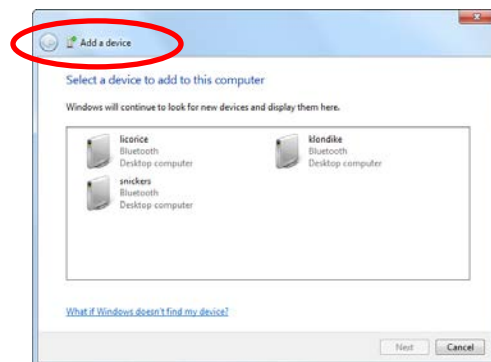 Add a device
Select a device to add to this computer
Windows will continue to look for new devices and display them here.
licorice
Bluetooth
Desktop computer
klondike
Bluetooth
Desktop computer
snickers
Bluetooth
Desktop computer
What if Windows doesn't find my device?
Next
Cancel